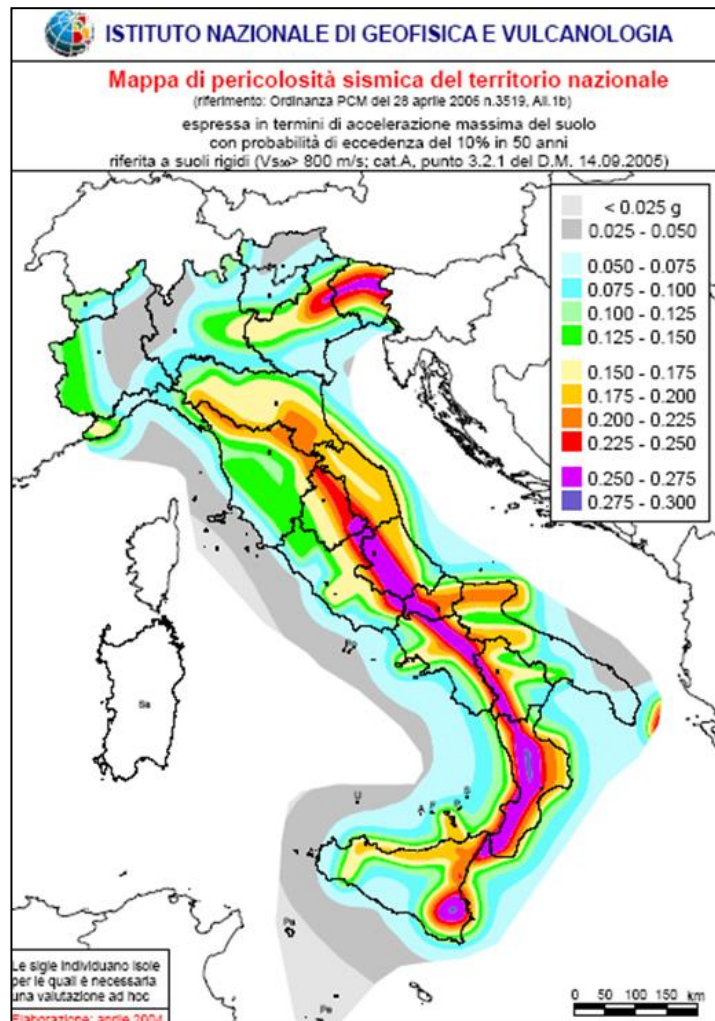 ISTITUTO NAZIONALE DI GEOFISICA E VULCANOLOGIA
Mappa di pericolosità sismica del territorio nazionale
(riferimento: Ordinanza PCM del 28 aprile 2006 n.3519, All.1b)
espressa in termini di accelerazione massima del suolo
con probabilità di eccedenza del 10% in 50 anni
riferita a suoli rigidi (Vs30> 800 m/s; cat.A, punto 3.2.1 del D.M. 14.09.2005)
< 0.025 g
0.025 - 0.050
0.050 - 0.075
0.075 - 0.100
0.100 - 0.125
0.125 - 0.150
0.150 - 0.175
0.175 - 0.200
0.200 - 0.225
0.225 - 0.250
0.250 - 0.275
0.275 - 0.300
Sa
U
A
Pa
Pe
Le sigle individuano isole
per le quali è necessaria
una valutazione ad hoc
Elaborazione: aprile 2004
0 50 100 150
km